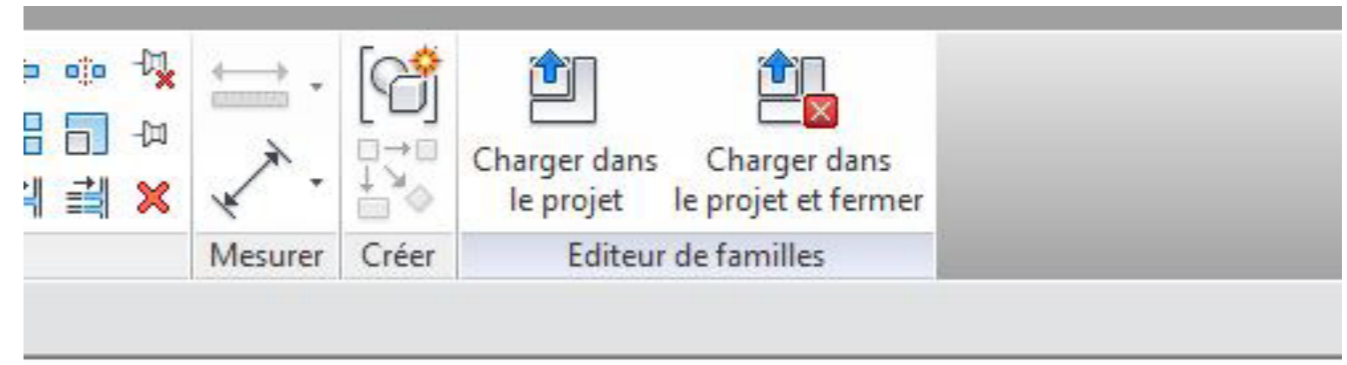 Charger dans
le projet
Charger dans
le projet et fermer
Mesurer
Créer
Editeur de familles